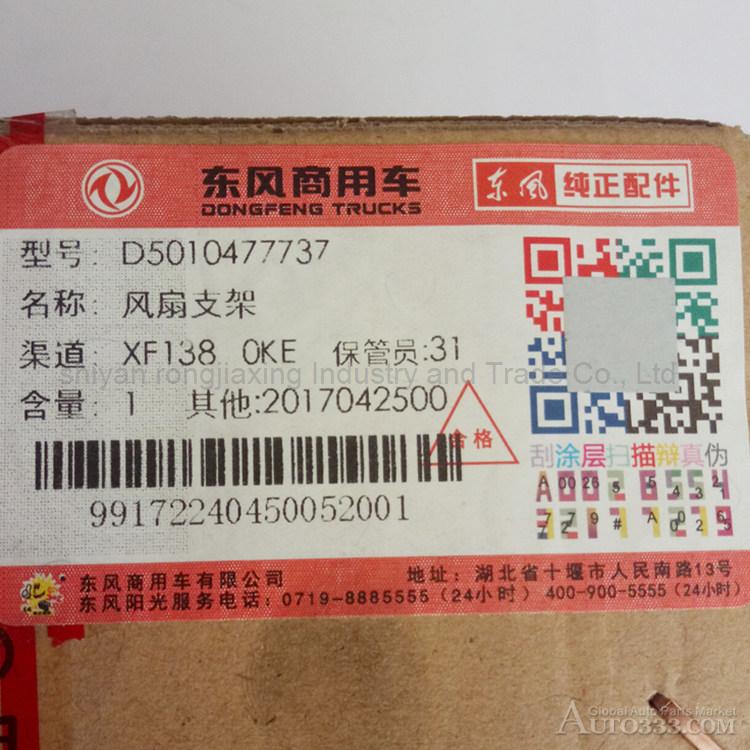 东风商用车
DONGFENG TRUCKS
东风 纯正配件
型号: D5010477737
名称: 风扇支架
渠道: XF138 0KE 保管员:31
shiyan rongjiaxing Industry and Trade Co., Ltd
含量: 1 其他:2017042500
合格
99172240450052001
刮涂层扫描辩真伪
东风商用车有限公司 地址: 湖北省十堰市人民南路13号
东风阳光服务电话: 0719-8885555 (24小时) 400-900-5555 (24小时)
Global Auto Parts Market
AUTO333.COM